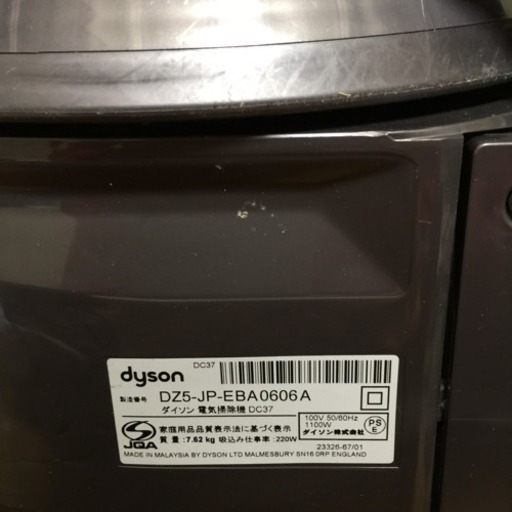 DC37
dyson
製造番号 DZ5-JP-EBA0606A
ダイソン 電気掃除機 DC37
100V 50/60Hz
1100W
ダイソン株式会社
PS
E
JQA
家庭用品品質表示法に基づく表示
質 量 :7.62 kg 吸込み仕事率 :220W
23326-67/01
MADE IN MALAYSIA BY DYSON LTD MALMESBURY SN16 0RP ENGLAND